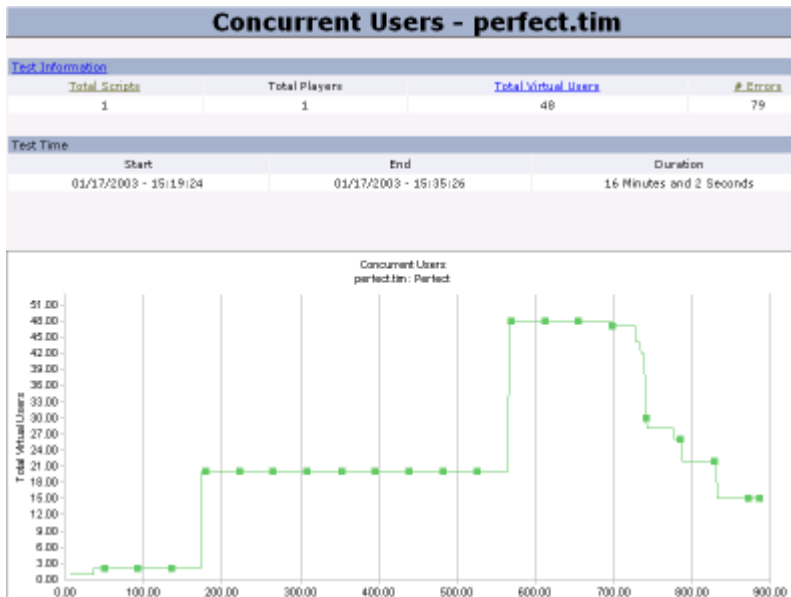 Concurrent Users - perfect.tim
Test Information
Total Scripts Total Players Total Virtual Users # Errors
1 1 48 79
Test Time
Start End Duration
01/17/2003 - 15:19:24 01/17/2003 - 15:35:26 16 Minutes and 2 Seconds
Concurrent Users
perfect.tim : Perfect
Total Virtual Users
51.00
48.00
45.00
42.00
39.00
36.00
33.00
30.00
27.00
24.00
21.00
18.00
15.00
12.00
9.00
6.00
3.00
0.00
0.00 100.00 200.00 300.00 400.00 500.00 600.00 700.00 800.00 900.00